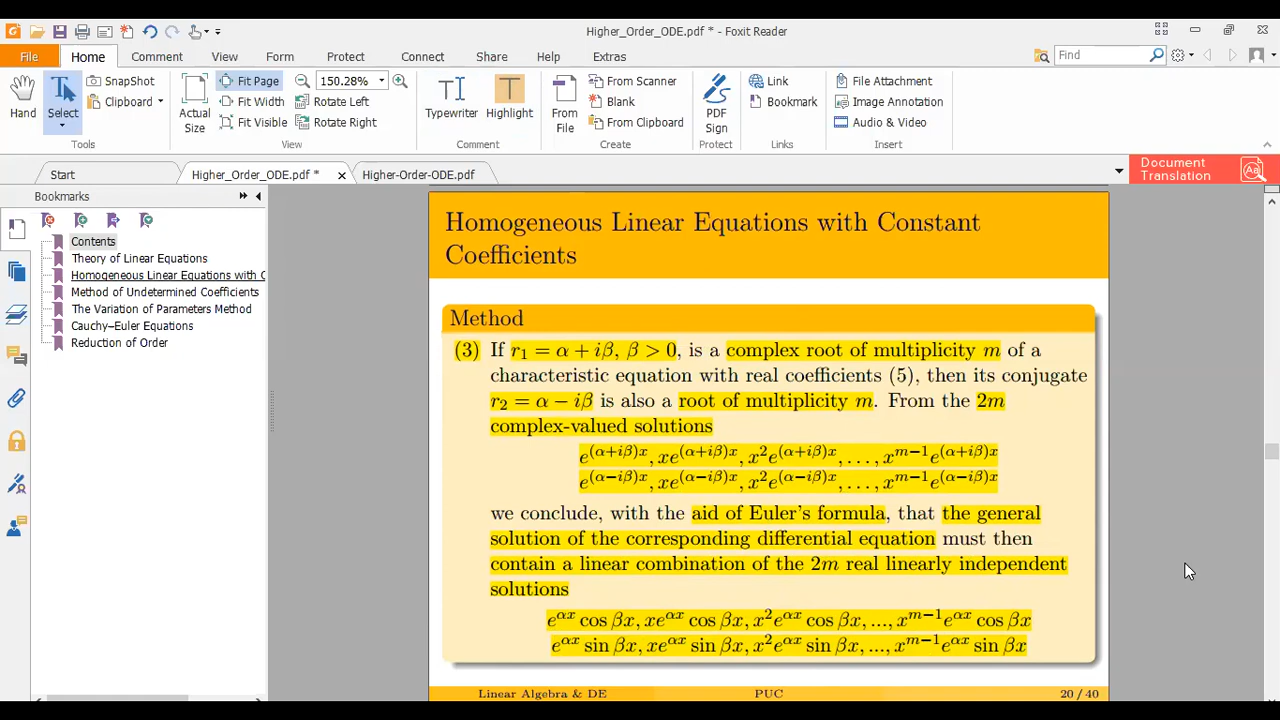 Higher_Order_ODE.pdf * - Foxit Reader
File Home Comment View Form Protect Connect Share Help Extras Find
Hand Select SnapShot Clipboard Actual Size Fit Page Fit Width Fit Visible 150.28% Rotate Left Rotate Right Typewriter Highlight From File From Scanner Blank From Clipboard PDF Sign Link Bookmark File Attachment Image Annotation Audio & Video
Tools View Comment Create Protect Links Insert
Start Higher_Order_ODE.pdf * Higher-Order-ODE.pdf
Document
Translation
Bookmarks
Contents
Theory of Linear Equations
Homogeneous Linear Equations with C
Method of Undetermined Coefficients
The Variation of Parameters Method
Cauchy–Euler Equations
Reduction of Order
Homogeneous Linear Equations with Constant
Coefficients
Method
(3) If r₁ = α + iβ, β > 0, is a complex root of multiplicity m of a
characteristic equation with real coefficients (5), then its conjugate
r₂ = α − iβ is also a root of multiplicity m. From the 2m
complex-valued solutions
e^(α+iβ)x, xe^(α+iβ)x, x²e^(α+iβ)x, . . . , x^m−1e^(α+iβ)x
e^(α−iβ)x, xe^(α−iβ)x, x²e^(α−iβ)x, . . . , x^m−1e^(α−iβ)x
we conclude, with the aid of Euler's formula, that the general
solution of the corresponding differential equation must then
contain a linear combination of the 2m real linearly independent
solutions
e^αx cos βx, xe^αx cos βx, x²e^αx cos βx, ..., x^m−1e^αx cos βx
e^αx sin βx, xe^αx sin βx, x²e^αx sin βx, ..., x^m−1e^αx sin βx
Linear Algebra & DE PUC 20 / 40